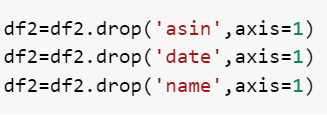 df2=df2.drop('asin',axis=1)
df2=df2.drop('date',axis=1)
df2=df2.drop('name',axis=1)